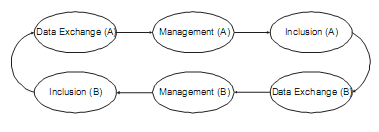 Data Exchange (A)
Management (A)
Inclusion (A)
Inclusion (B)
Management (B)
Data Exchange (B)